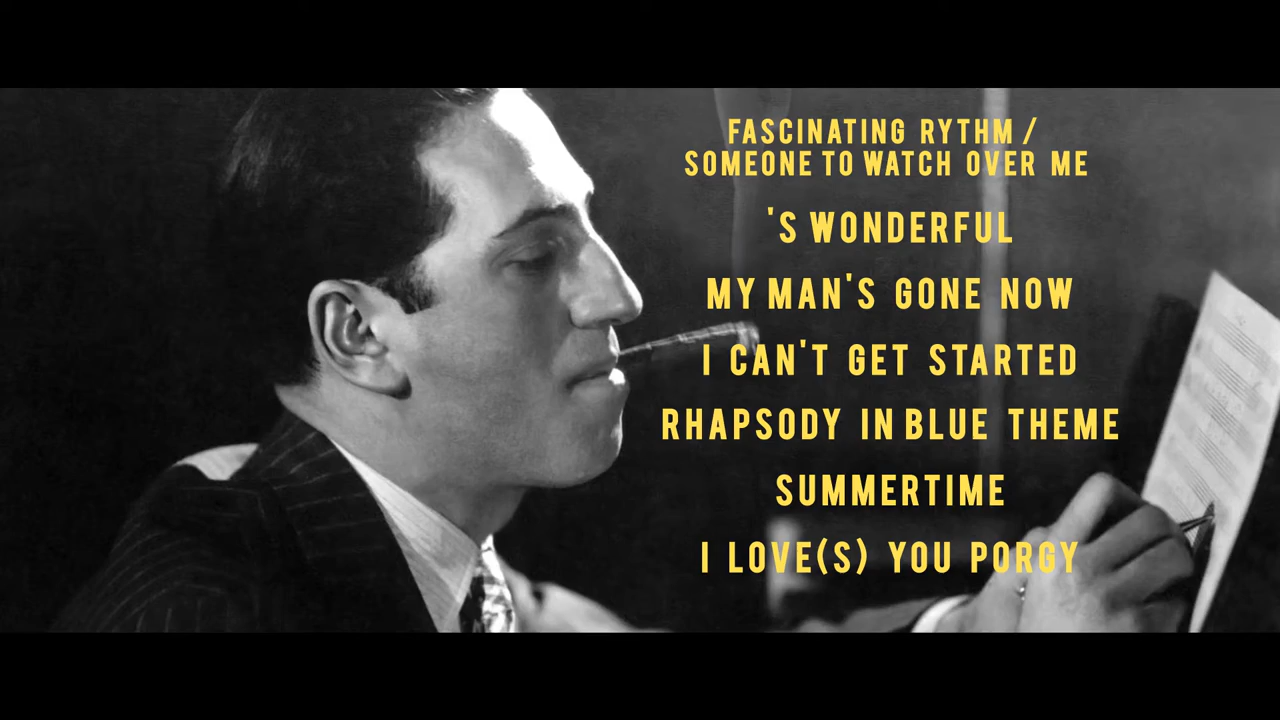 FASCINATING RYTHM /
SOMEONE TO WATCH OVER ME
'S WONDERFUL
MY MAN'S GONE NOW
I CAN'T GET STARTED
RHAPSODY IN BLUE THEME
SUMMERTIME
I LOVE(S) YOU PORGY